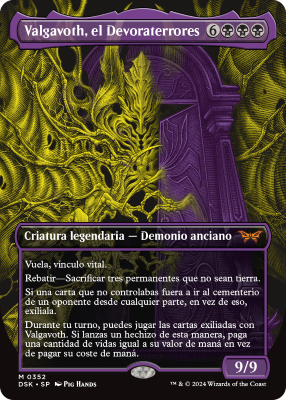 Valgavoth, el Devoraterrores 6
Criatura legendaria — Demonio anciano
Vuela, vínculo vital.
Rebatir—Sacrificar tres permanentes que no sean tierra.
Si una carta que no controlabas fuera a ir al cementerio
de un oponente desde cualquier parte, en vez de eso,
exíliala.
Durante tu turno, puedes jugar las cartas exiliadas con
Valgavoth. Si lanzas un hechizo de esta manera, paga
una cantidad de vidas igual a su valor de maná en vez
de pagar su coste de maná.
9/9
M 0352
DSK • SP Pig Hands
™ & © 2024 Wizards of the Coast